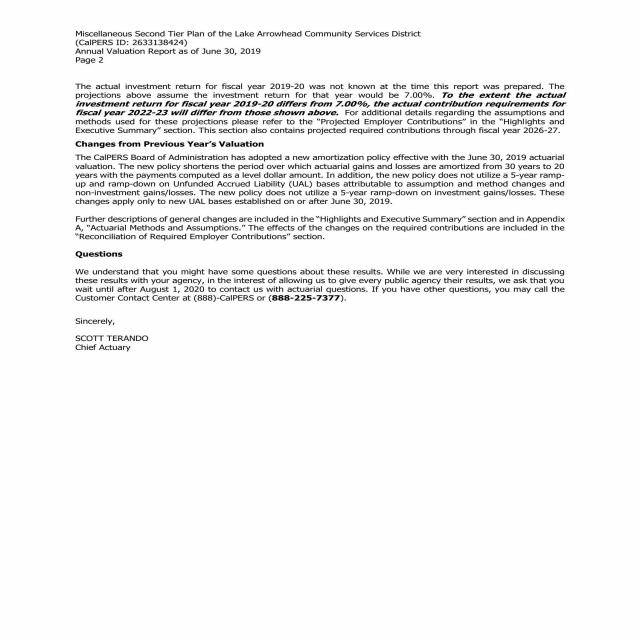 Miscellaneous Second Tier Plan of the Lake Arrowhead Community Services District
(CalPERS ID: 2633138424)
Annual Valuation Report as of June 30, 2019
Page 2
The actual investment return for fiscal year 2019-20 was not known at the time this report was prepared. The
projections above assume the investment return for that year would be 7.00%. To the extent the actual
investment return for fiscal year 2019-20 differs from 7.00%, the actual contribution requirements for
fiscal year 2022-23 will differ from those shown above. For additional details regarding the assumptions and
methods used for these projections please refer to the “Projected Employer Contributions” in the “Highlights and
Executive Summary” section. This section also contains projected required contributions through fiscal year 2026-27.
Changes from Previous Year’s Valuation
The CalPERS Board of Administration has adopted a new amortization policy effective with the June 30, 2019 actuarial
valuation. The new policy shortens the period over which actuarial gains and losses are amortized from 30 years to 20
years with the payments computed as a level dollar amount. In addition, the new policy does not utilize a 5-year ramp-
up and ramp-down on Unfunded Accrued Liability (UAL) bases attributable to assumption and method changes and
non-investment gains/losses. The new policy does not utilize a 5-year ramp-down on investment gains/losses. These
changes apply only to new UAL bases established on or after June 30, 2019.
Further descriptions of general changes are included in the “Highlights and Executive Summary” section and in Appendix
A, “Actuarial Methods and Assumptions.” The effects of the changes on the required contributions are included in the
“Reconciliation of Required Employer Contributions” section.
Questions
We understand that you might have some questions about these results. While we are very interested in discussing
these results with your agency, in the interest of allowing us to give every public agency their results, we ask that you
wait until after August 1, 2020 to contact us with actuarial questions. If you have other questions, you may call the
Customer Contact Center at (888)-CalPERS or (888-225-7377).
Sincerely,
SCOTT TERANDO
Chief Actuary